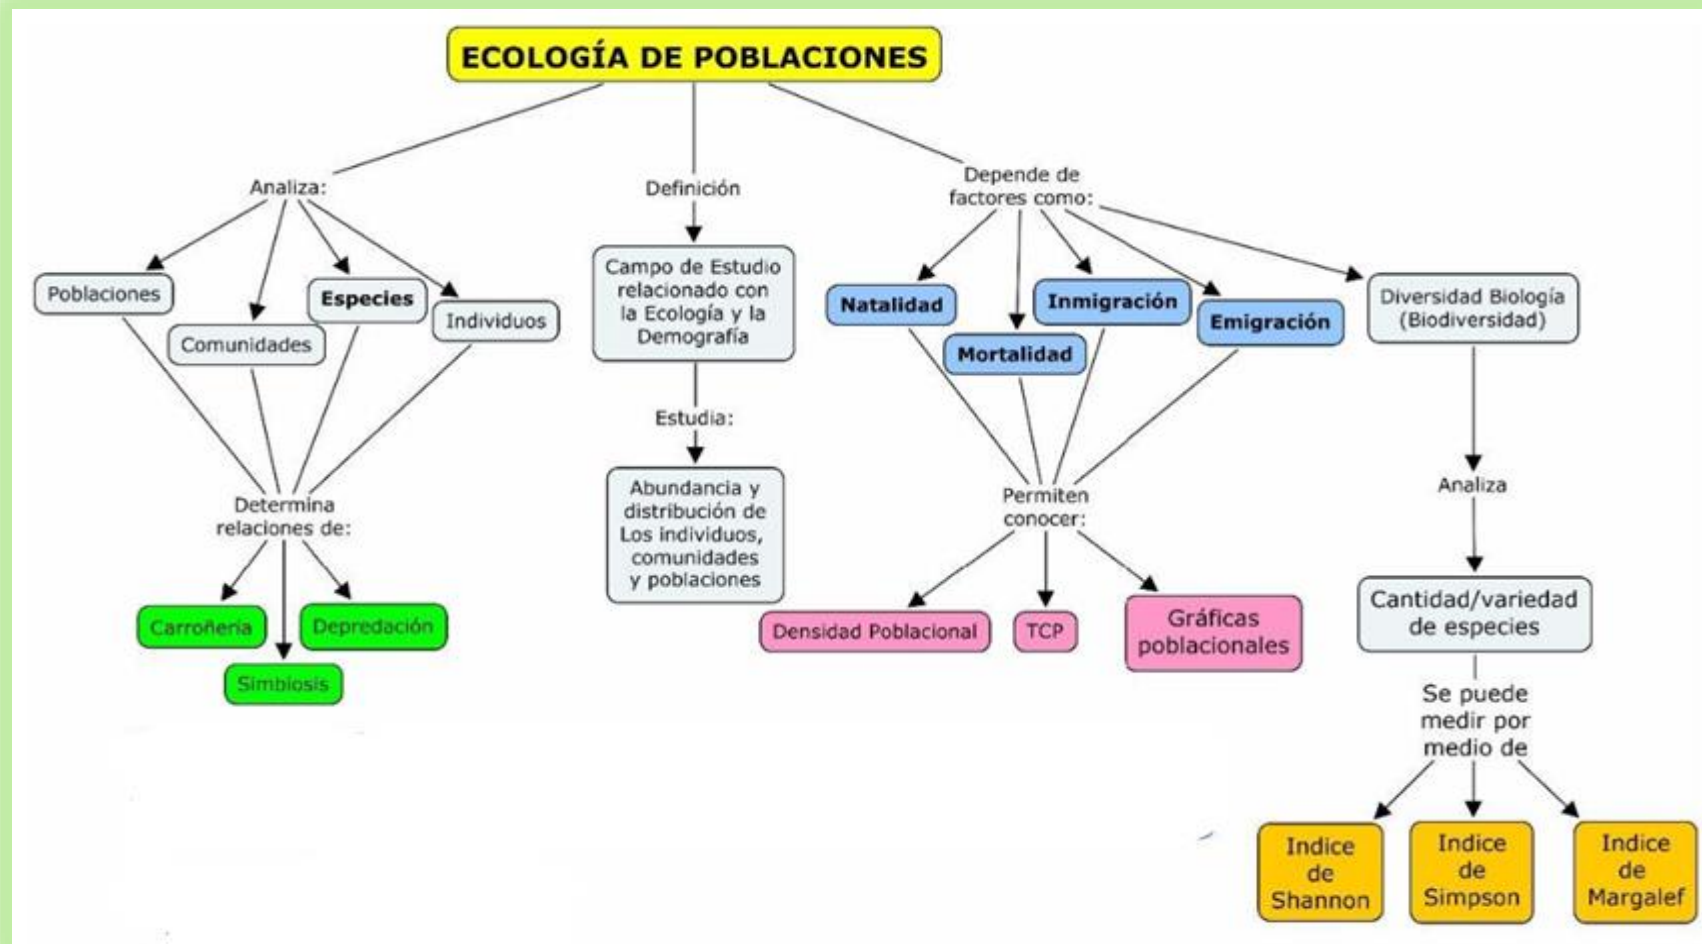 ECOLOGÍA DE POBLACIONES
Analiza:
Poblaciones
Comunidades
Especies
Individuos
Determina
relaciones de:
Carroñeria
Simbiosis
Depredación
Definición
Campo de Estudio
relacionado con
la Ecología y la
Demografía
Estudia:
Abundancia y
distribución de
Los individuos,
comunidades
y poblaciones
Depende de
factores como:
Natalidad
Mortalidad
Inmigración
Emigración
Diversidad Biología
(Biodiversidad)
Permiten
conocer:
Densidad Poblacional
TCP
Gráficas
poblacionales
Analiza
Cantidad/variedad
de especies
Se puede
medir por
medio de
Indice
de
Shannon
Indice
de
Simpson
Indice
de
Margalef